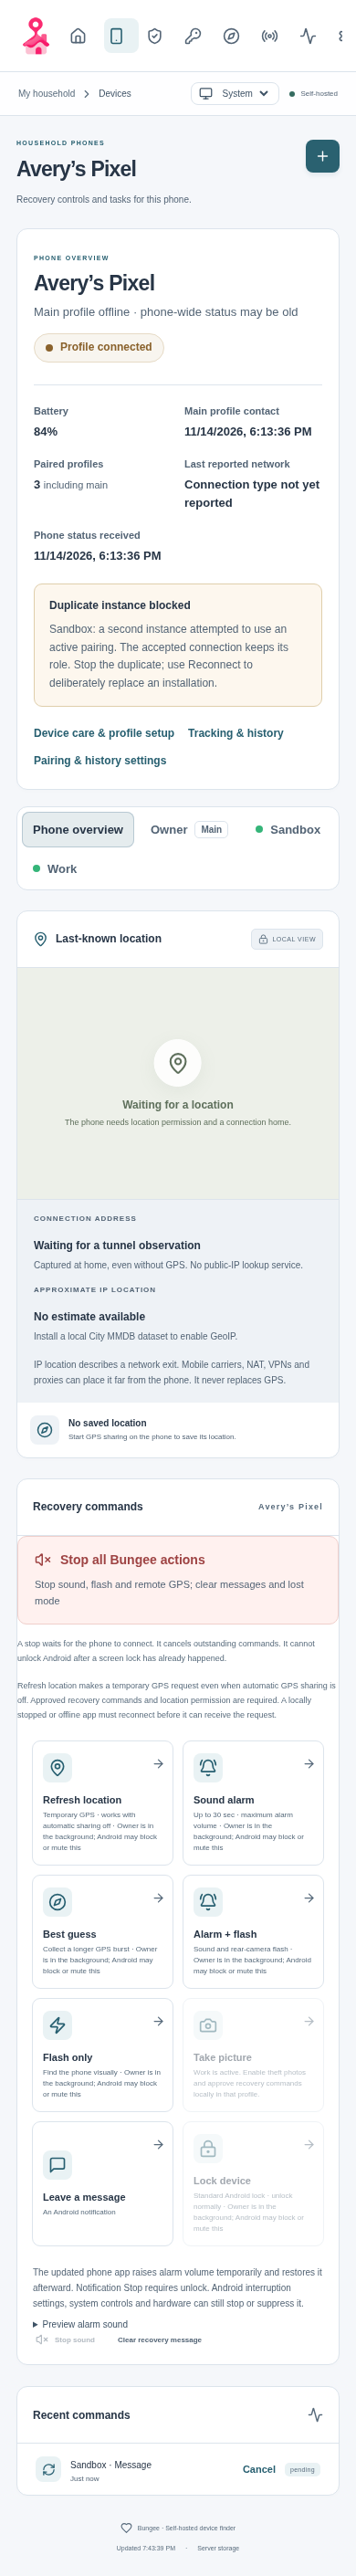 My household > Devices
System
Self-hosted
HOUSEHOLD PHONES
Avery's Pixel
Recovery controls and tasks for this phone.
PHONE OVERVIEW
Avery's Pixel
Main profile offline · phone-wide status may be old
Profile connected
Battery
84%
Main profile contact
11/14/2026, 6:13:36 PM
Paired profiles
3 including main
Last reported network
Connection type not yet
reported
Phone status received
11/14/2026, 6:13:36 PM
Duplicate instance blocked
Sandbox: a second instance attempted to use an
active pairing. The accepted connection keeps its
role. Stop the duplicate; use Reconnect to
deliberately replace an installation.
Device care & profile setup
Tracking & history
Pairing & history settings
Phone overview
Owner Main
Sandbox
Work
Last-known location
LOCAL VIEW
Waiting for a location
The phone needs location permission and a connection home.
CONNECTION ADDRESS
Waiting for a tunnel observation
Captured at home, even without GPS. No public-IP lookup service.
APPROXIMATE IP LOCATION
No estimate available
Install a local City MMDB dataset to enable GeoIP.
IP location describes a network exit. Mobile carriers, NAT, VPNs and
proxies can place it far from the phone. It never replaces GPS.
No saved location
Start GPS sharing on the phone to save its location.
Recovery commands
Avery's Pixel
Stop all Bungee actions
Stop sound, flash and remote GPS; clear messages and lost
mode
A stop waits for the phone to connect. It cancels outstanding commands. It cannot
unlock Android after a screen lock has already happened.
Refresh location makes a temporary GPS request even when automatic GPS sharing is
off. Approved recovery commands and location permission are required. A locally
stopped or offline app must reconnect before it can receive the request.
Refresh location
Temporary GPS · works with
automatic sharing off · Owner is in
the background; Android may block
or mute this
Sound alarm
Up to 30 sec · maximum alarm
volume · Owner is in the
background; Android may block or
mute this
Best guess
Collect a longer GPS burst · Owner
is in the background; Android may
block or mute this
Alarm + flash
Sound and rear-camera flash ·
Owner is in the background; Android
may block or mute this
Flash only
Find the phone visually · Owner is in
the background; Android may block
or mute this
Take picture
Work is active. Enable theft photos
and approve recovery commands
locally in that profile.
Leave a message
An Android notification
Lock device
Standard Android lock · unlock
normally · Owner is in the
background; Android may block or
mute this
The updated phone app raises alarm volume temporarily and restores it
afterward. Notification Stop requires unlock. Android interruption
settings, system controls and hardware can still stop or suppress it.
Preview alarm sound
Stop sound
Clear recovery message
Recent commands
Sandbox · Message
Just now
Cancel
pending
Bungee · Self-hosted device finder
Updated 7:43:39 PM · Server storage